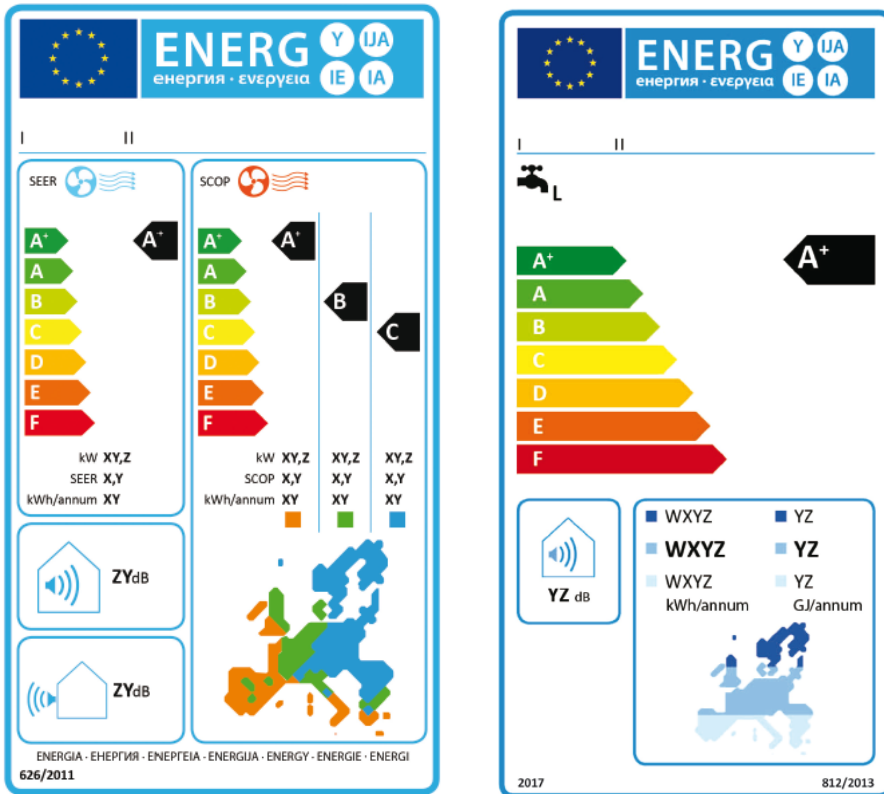 ENERG Y IJA
енергия · ενεργεια IE IA
I II
SEER
A+ A+
A
B
C
D
E
F
kW XY,Z
SEER X,Y
kWh/annum XY
SCOP
A+ A+
A
B B
C C
D
E
F
kW XY,Z XY,Z XY,Z
SCOP X,Y X,Y X,Y
kWh/annum XY XY XY
ZYdB
ZYdB
ENERGIA · ЕНЕРГИЯ · ΕΝΕΡΓΕΙΑ · ENERGIJA · ENERGY · ENERGIE · ENERGI
626/2011
ENERG Y IJA
енергия · ενεργεια IE IA
I II
L
A+ A+
A
B
C
D
E
F
YZ dB
WXYZ YZ
WXYZ YZ
WXYZ YZ
kWh/annum GJ/annum
2017 812/2013